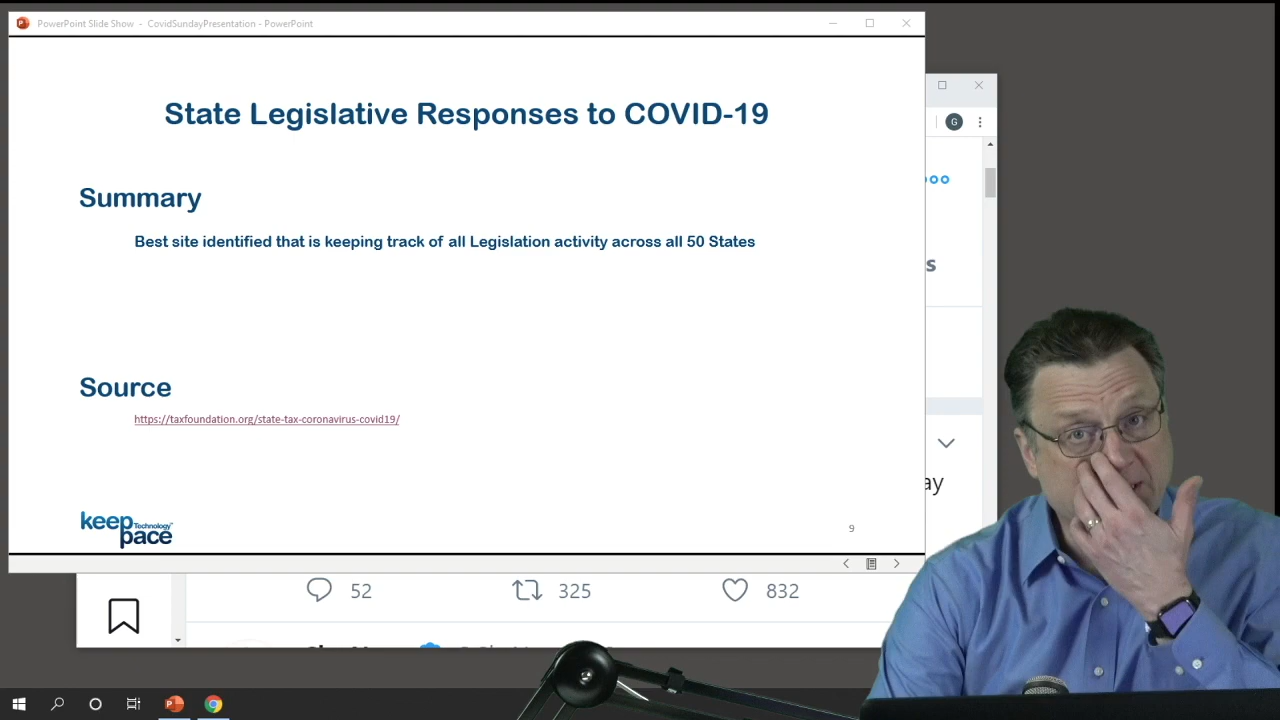 PowerPoint Slide Show - CovidSundayPresentation - PowerPoint
State Legislative Responses to COVID-19
G
Summary
Best site identified that is keeping track of all Legislation activity across all 50 States
s
Source
https://taxfoundation.org/state-tax-coronavirus-covid19/
ay
keep Technology™
pace
9
52
325
832